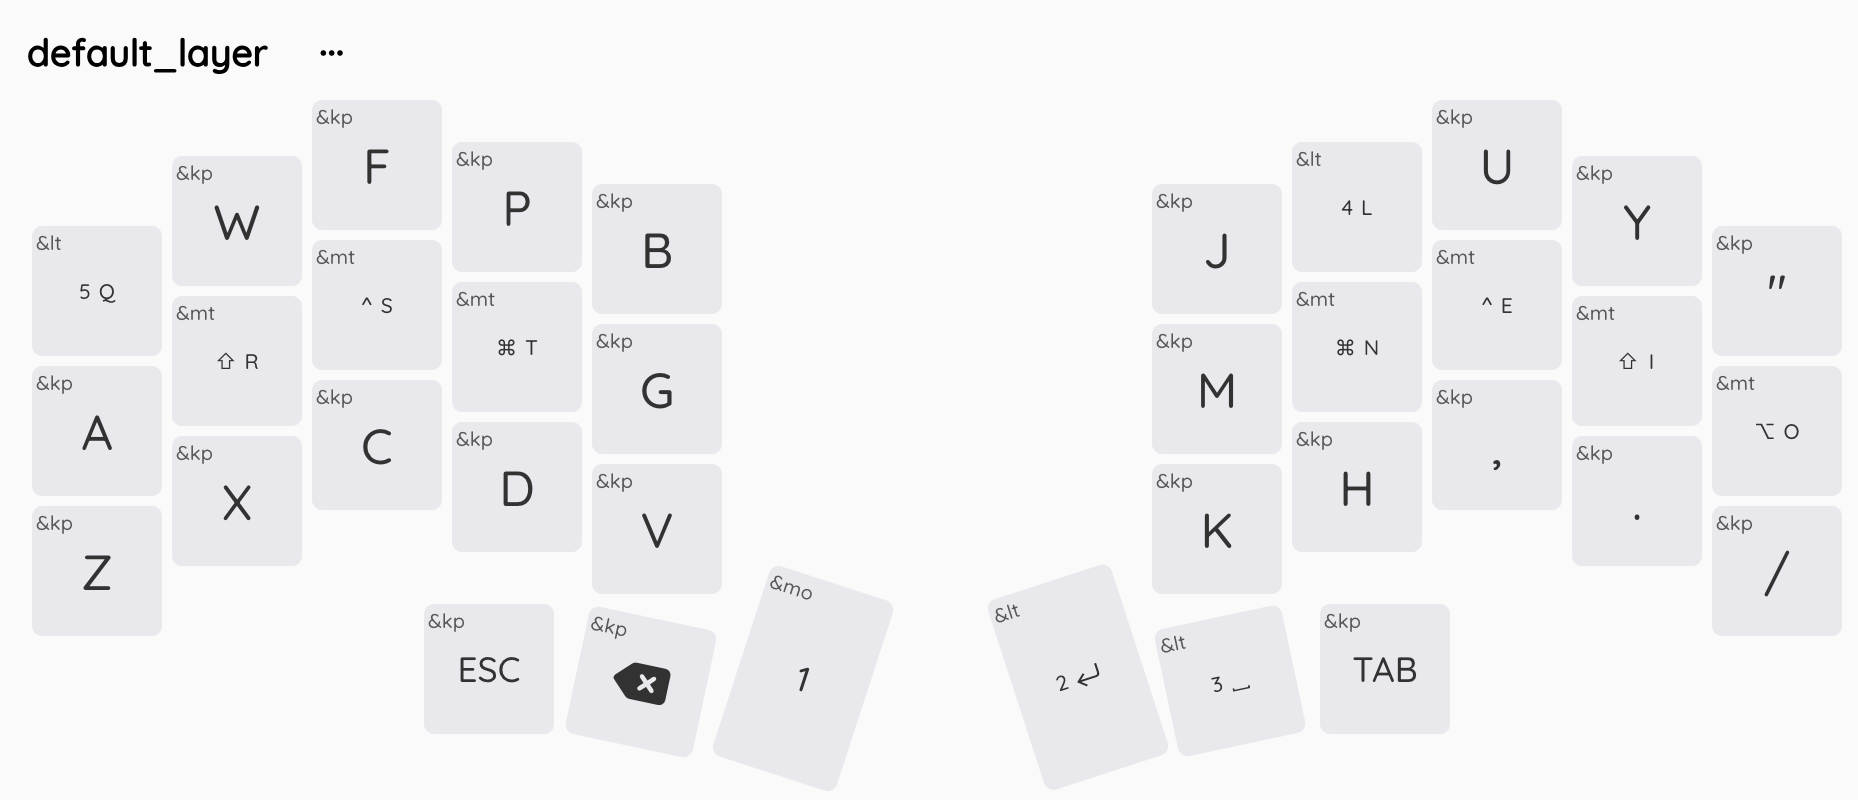 default_layer ...
&kp F
&kp U
&kp P
&lt 4 L
&kp W
&kp Y
&kp B
&kp J
&lt 5 Q
&kp "
&mt ^ S
&mt ^ E
&mt ⌘ T
&mt ⌘ N
&mt ⇧ R
&mt ⇧ I
&kp G
&kp M
&kp A
&mt ⌥ O
&kp C
&kp ,
&kp D
&kp H
&kp X
&kp .
&kp V
&kp K
&kp Z
&kp /
&kp ESC
&kp ⌫
&mo 1
&lt 2 ↵
&lt 3 ⎵
&kp TAB